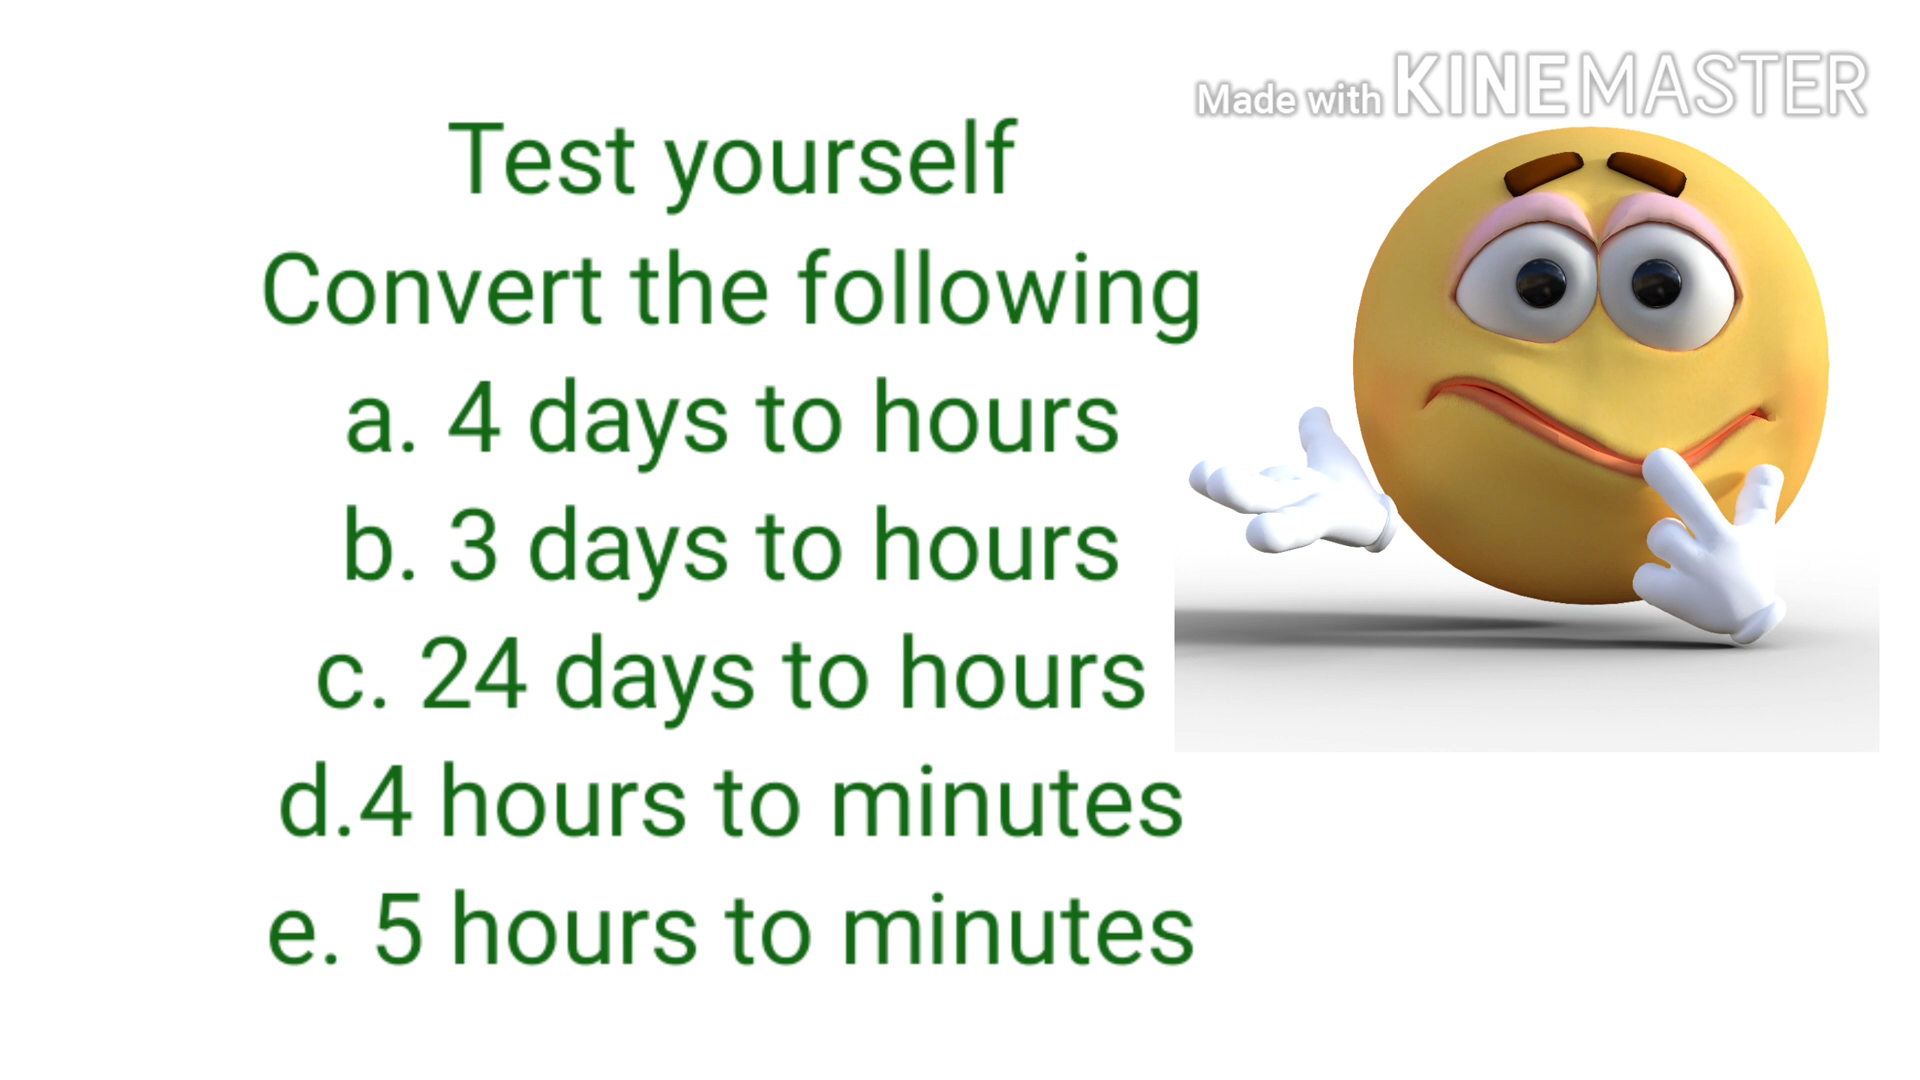 Made with KINEMASTER
Test yourself
Convert the following
a. 4 days to hours
b. 3 days to hours
c. 24 days to hours
d.4 hours to minutes
e. 5 hours to minutes